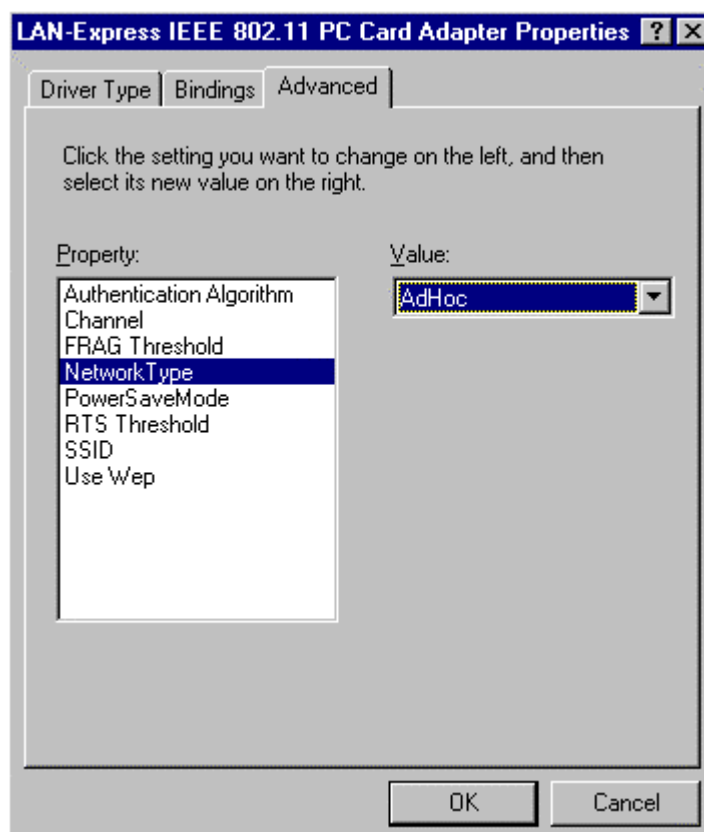 LAN-Express IEEE 802.11 PC Card Adapter Properties ? ×
Driver Type Bindings Advanced
Click the setting you want to change on the left, and then
select its new value on the right.
Property: Value:
Authentication Algorithm AdHoc
Channel
FRAG Threshold
NetworkType
PowerSaveMode
RTS Threshold
SSID
Use Wep
OK Cancel